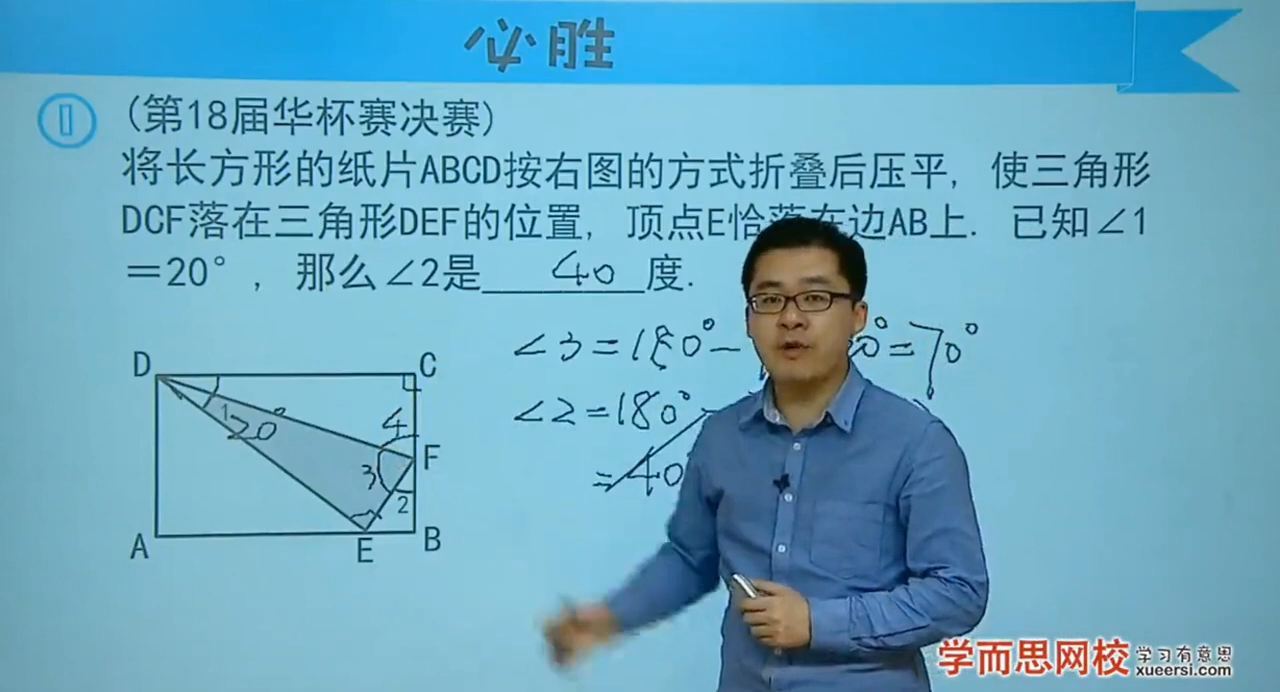 必胜
1
(第18届华杯赛决赛)
将长方形的纸片ABCD按右图的方式折叠后压平, 使三角形
DCF落在三角形DEF的位置, 顶点E恰落在边AB上. 已知∠1
=20°, 那么∠2是 40 度.
∠3=180°- 0°=70°
∠2=180°-
=40
D
C
1
20°
4
F
3
2
A
E
B
学而思网校 学习有意思
xueersi.com